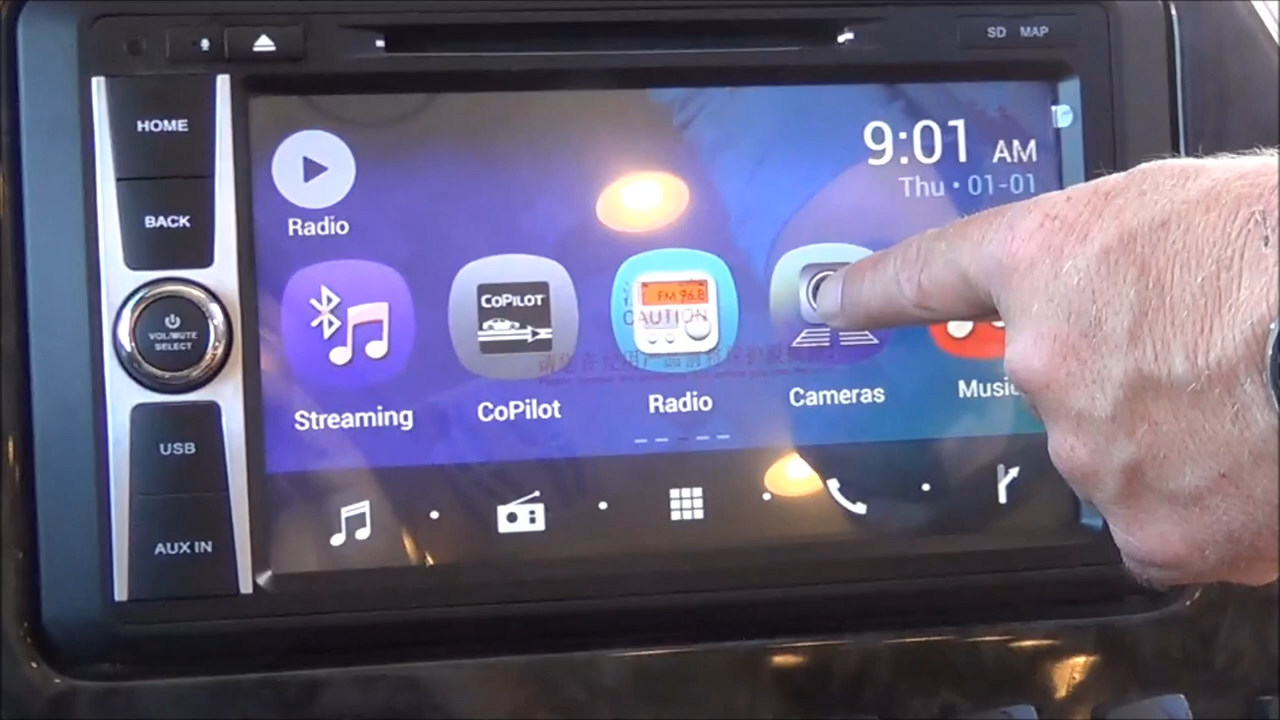 SD MAP
HOME
BACK
VOL/MUTE
SELECT
USB
AUX IN
9:01 AM
Thu • 01-01
Radio
COPILOT
FM 96.8
CAUTION
Streaming
CoPilot
Radio
Cameras
Music